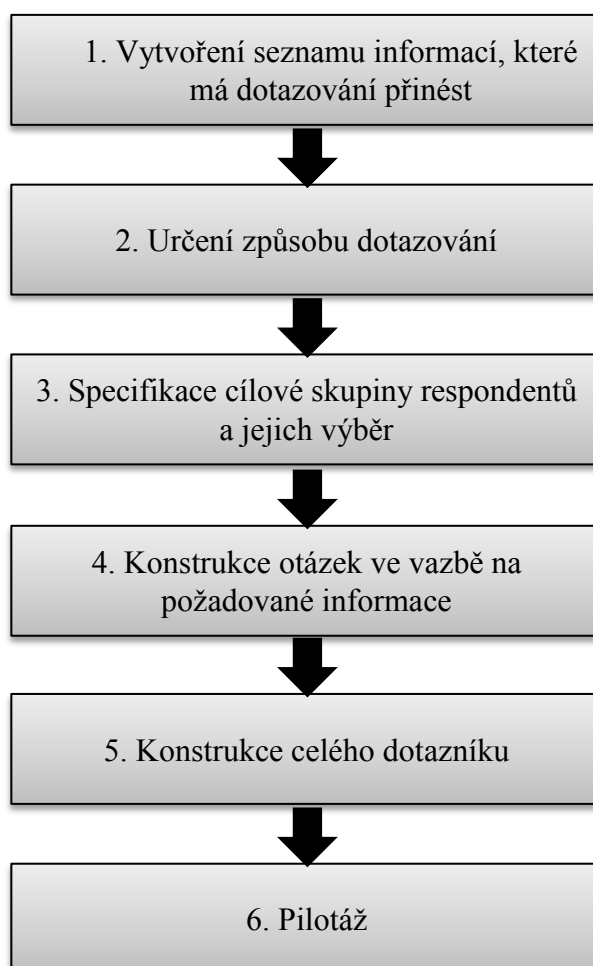 1. Vytvoření seznamu informací, které
má dotazování přinést
2. Určení způsobu dotazování
3. Specifikace cílové skupiny respondentů
a jejich výběr
4. Konstrukce otázek ve vazbě na
požadované informace
5. Konstrukce celého dotazníku
6. Pilotáž